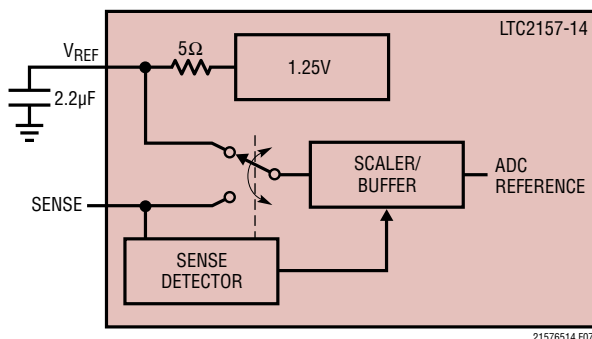 LTC2157-14
VREF
5Ω
1.25V
2.2µF
SCALER/
BUFFER
ADC
REFERENCE
SENSE
SENSE
DETECTOR
21576514 F07